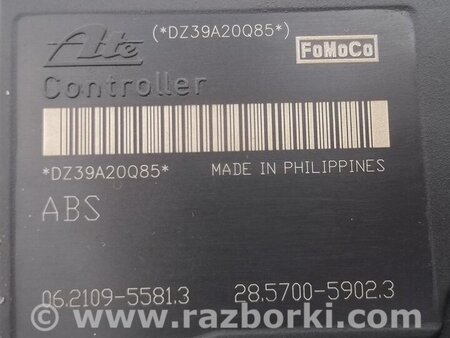 (*DZ39A20Q85*)
Ate
FoMoCo
Controller
*DZ39A20Q85*
MADE IN PHILIPPINES
ABS
06.2109-5581.3
28.5700-5902.3
www.razborki.com